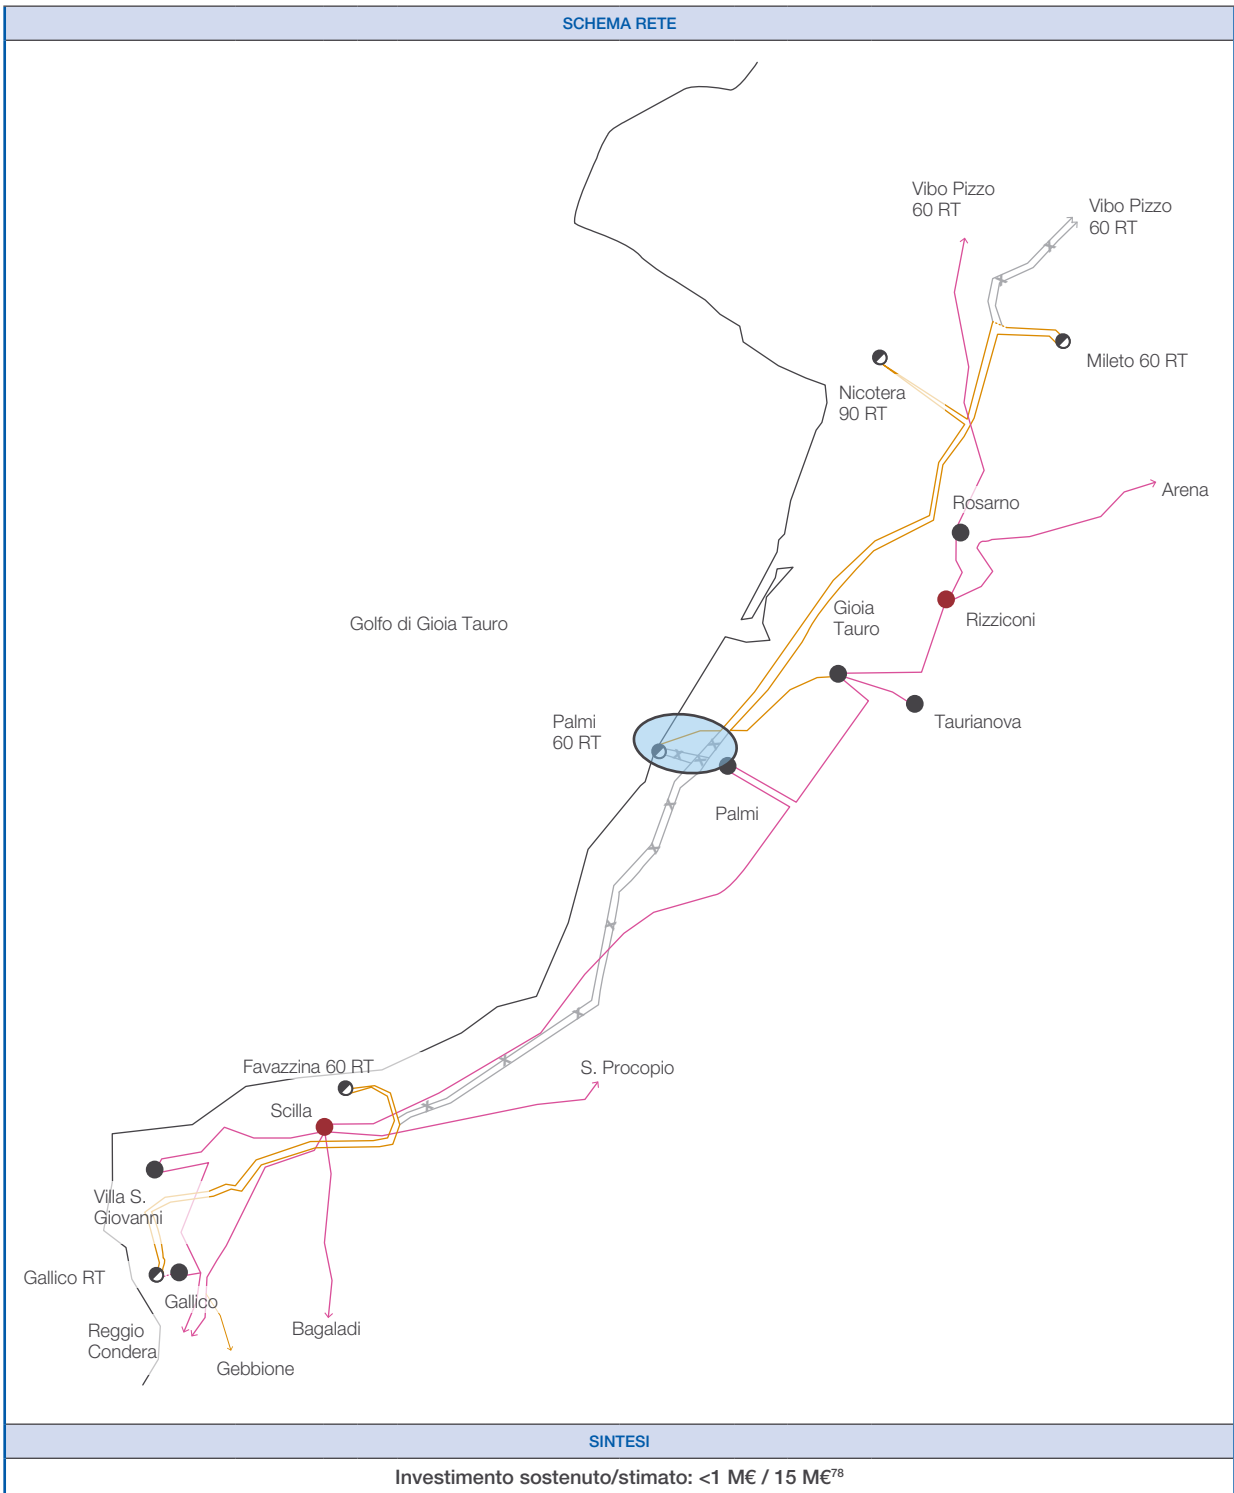 SCHEMA RETE
Vibo Pizzo
60 RT
Vibo Pizzo
60 RT
Mileto 60 RT
Nicotera
90 RT
Arena
Rosarno
Gioia
Tauro
Rizziconi
Golfo di Gioia Tauro
Taurianova
Palmi
60 RT
Palmi
Favazzina 60 RT
S. Procopio
Scilla
Villa S.
Giovanni
Gallico RT
Gallico
Reggio
Condera
Bagaladi
Gebbione
SINTESI
Investimento sostenuto/stimato: <1 M€ / 15 M€⁷⁸